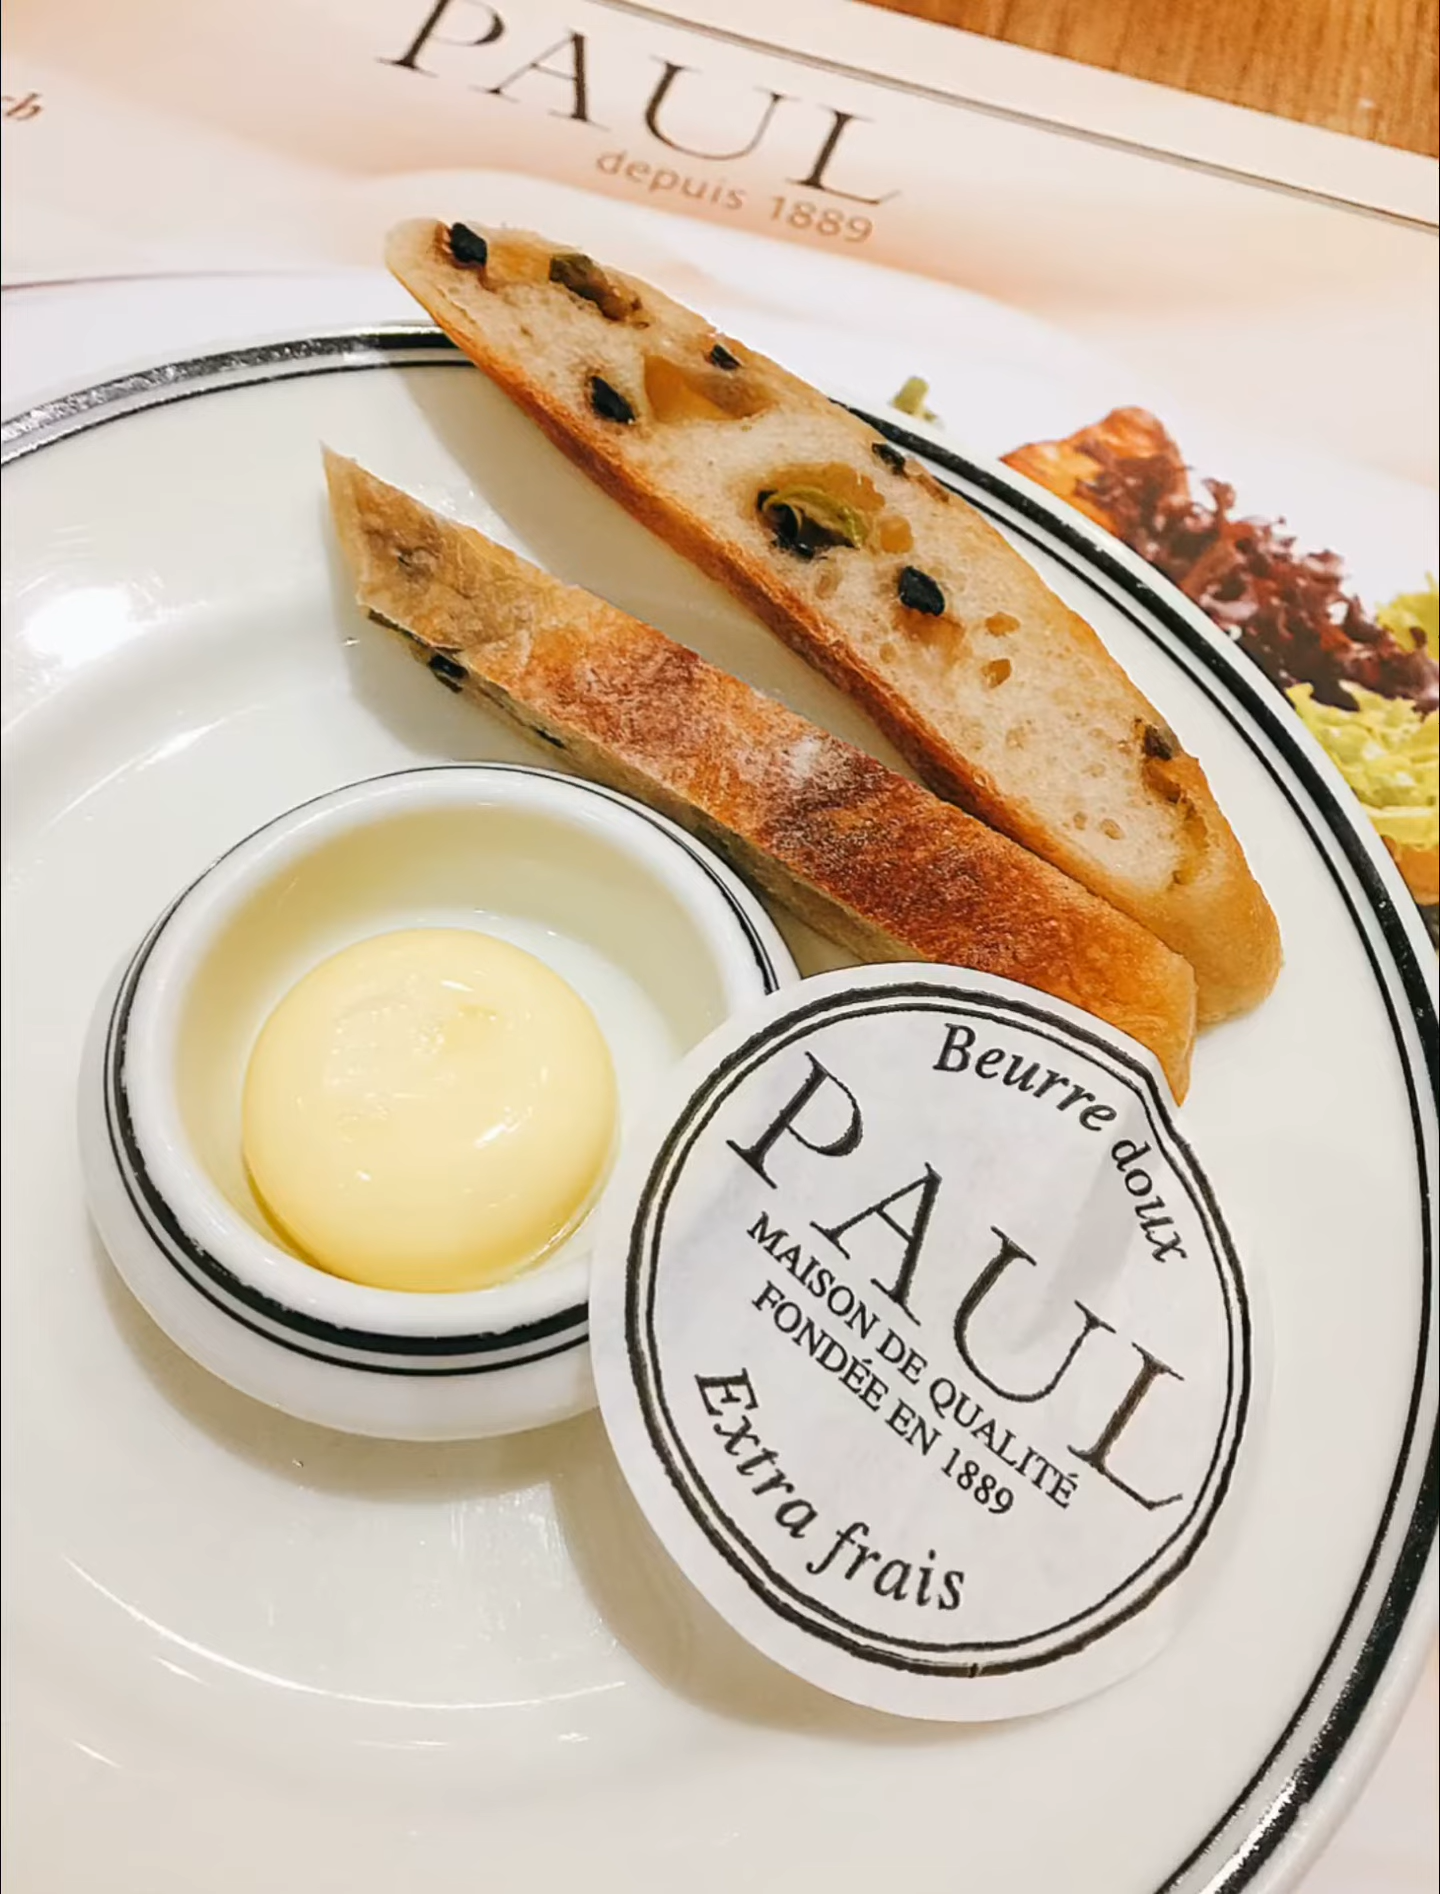 PAUL
depuis 1889
Beurre doux
PAUL
MAISON DE QUALITÉ
FONDÉE EN 1889
Extra frais